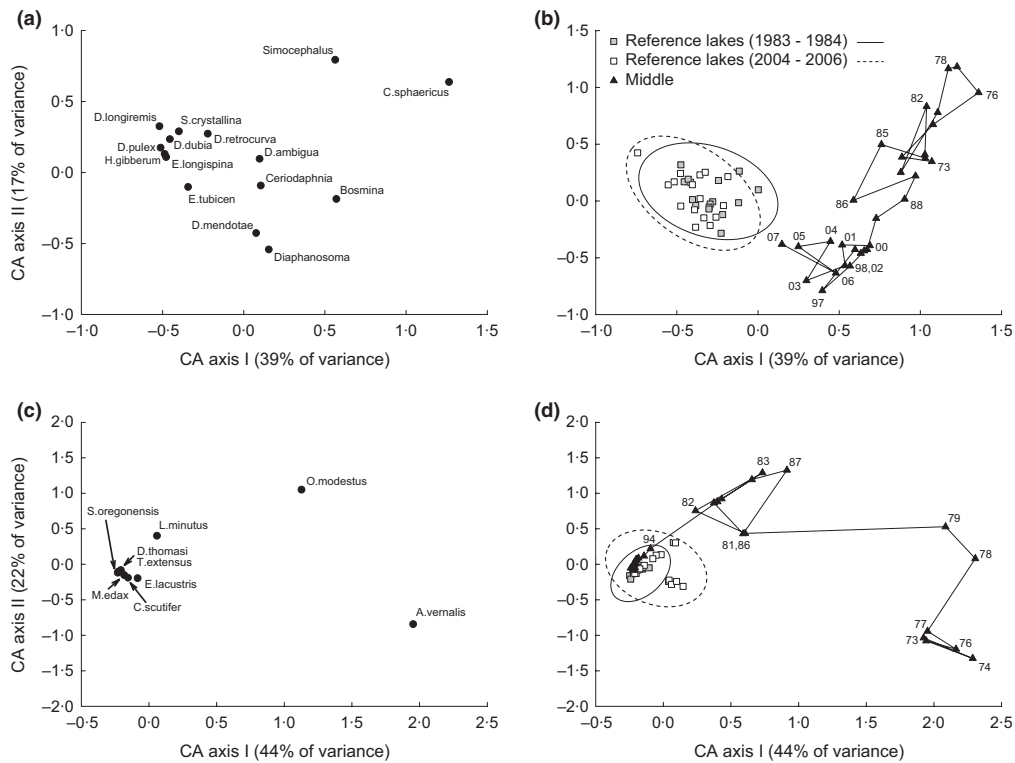 (a)
1·0
0·5
0·0
–0·5
–1·0
–1·0
–0·5
0·0
0·5
1·0
1·5
CA axis II (17% of variance)
CA axis I (39% of variance)
Simocephalus
C.sphaericus
D.longiremis
S.crystallina
D.retrocurva
D.pulex
D.dubia
H.gibberum
E.longispina
D.ambigua
E.tubicen
Ceriodaphnia
Bosmina
D.mendotae
Diaphanosoma
(b)
1·5
1·0
0·5
0·0
–0·5
–1·0
–1·0
–0·5
0·0
0·5
1·0
1·5
CA axis I (39% of variance)
Reference lakes (1983 - 1984)
Reference lakes (2004 - 2006)
Middle
78
76
82
85
73
86
88
07
05
04
01
00
98,02
03
06
97
(c)
2·0
1·5
1·0
0·5
0·0
–0·5
–1·0
–1·5
–2·0
–0·5
0·0
0·5
1·0
1·5
2·0
2·5
CA axis II (22% of variance)
CA axis I (44% of variance)
O.modestus
S.oregonensis
L.minutus
D.thomasi
T.extensus
E.lacustris
M.edax
C.scutifer
A.vernalis
(d)
2·0
1·5
1·0
0·5
0·0
–0·5
–1·0
–1·5
–2·0
–0·5
0·0
0·5
1·0
1·5
2·0
2·5
CA axis I (44% of variance)
83
87
82
94
81,86
79
78
77
73
76
74